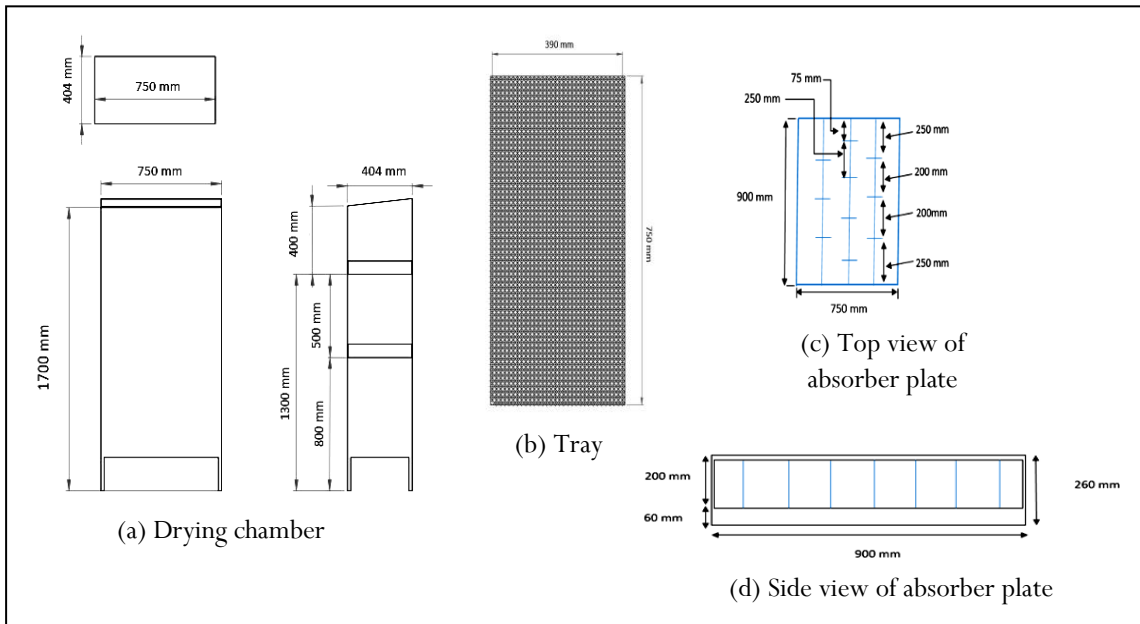 404 mm
750 mm
750 mm
1700 mm
404 mm
400 mm
500 mm
1300 mm
800 mm
(a) Drying chamber
390 mm
750 mm
(b) Tray
75 mm
250 mm
250 mm
200 mm
900 mm
200mm
250 mm
750 mm
(c) Top view of
absorber plate
200 mm
260 mm
60 mm
900 mm
(d) Side view of absorber plate